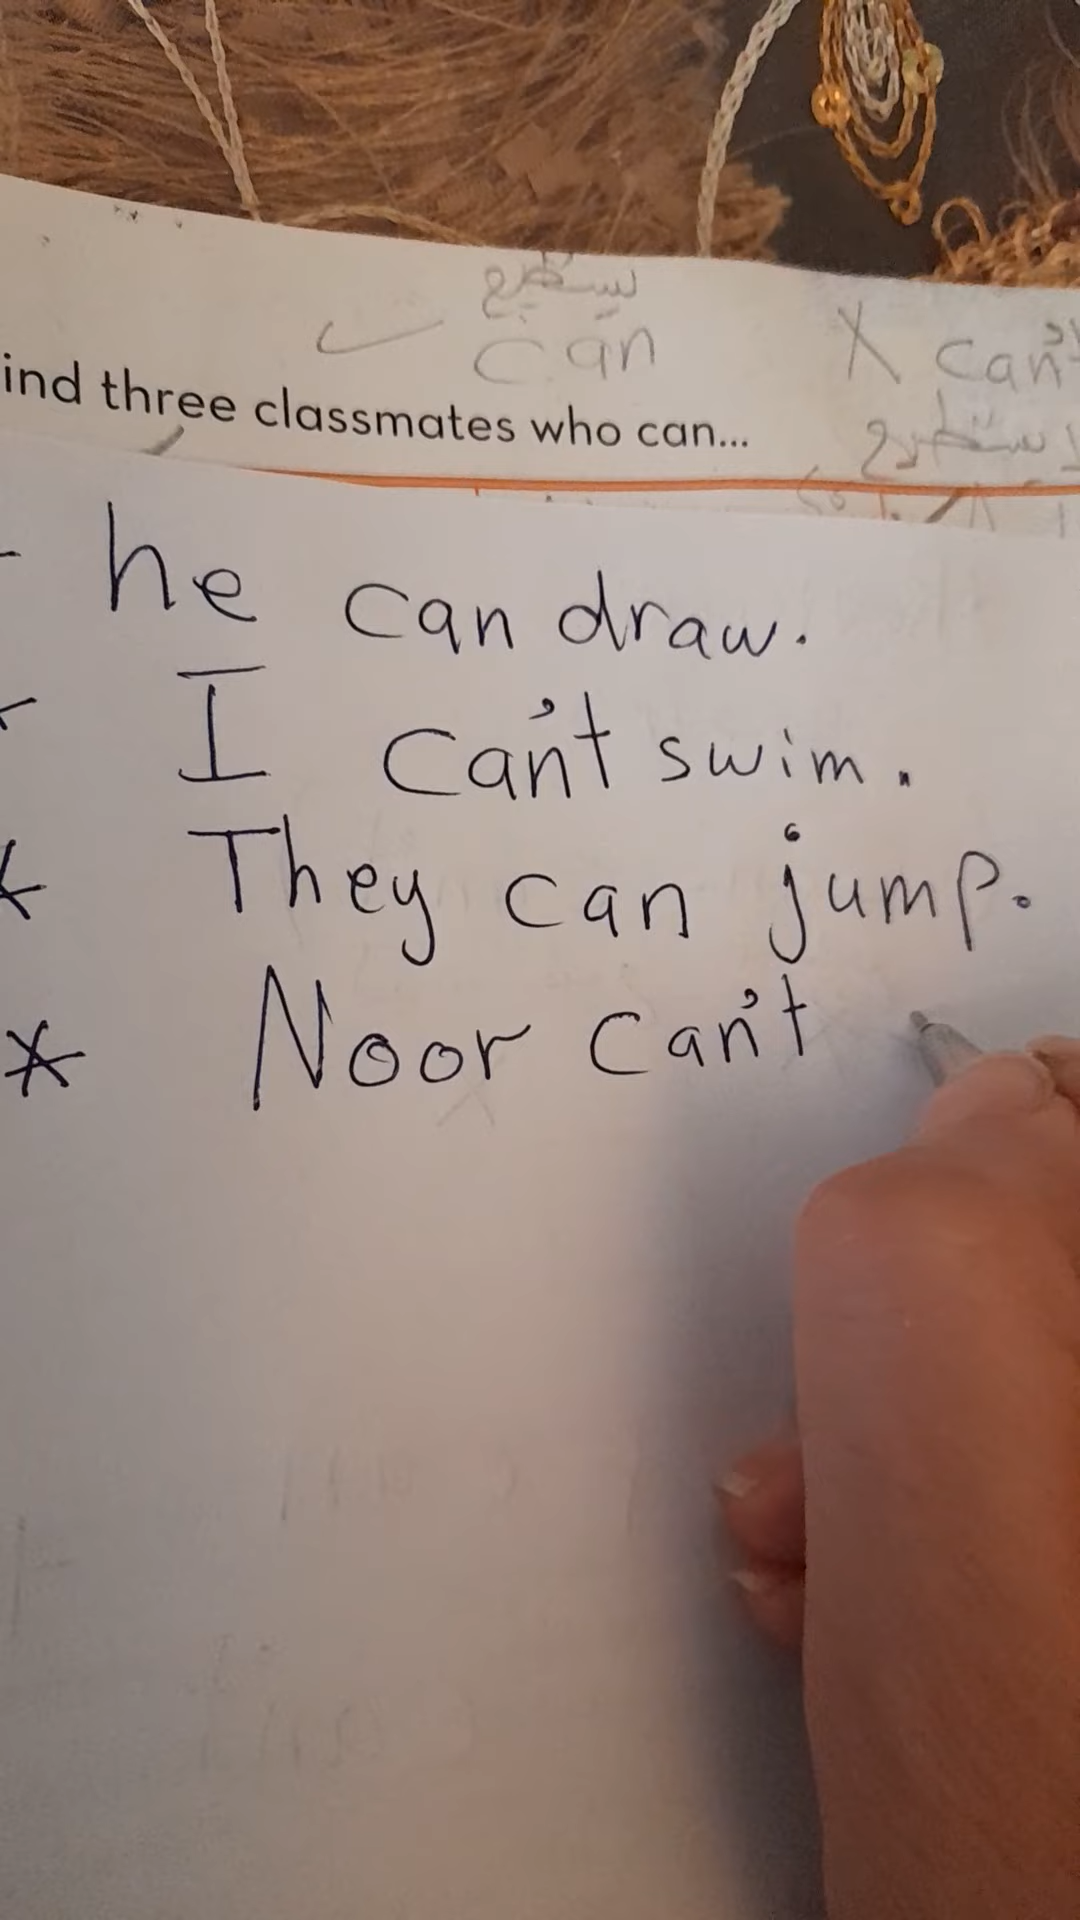 يستطيع
can X can't
ind three classmates who can...
لا يستطيع
he can draw.
I can't swim.
They can jump.
Noor can't